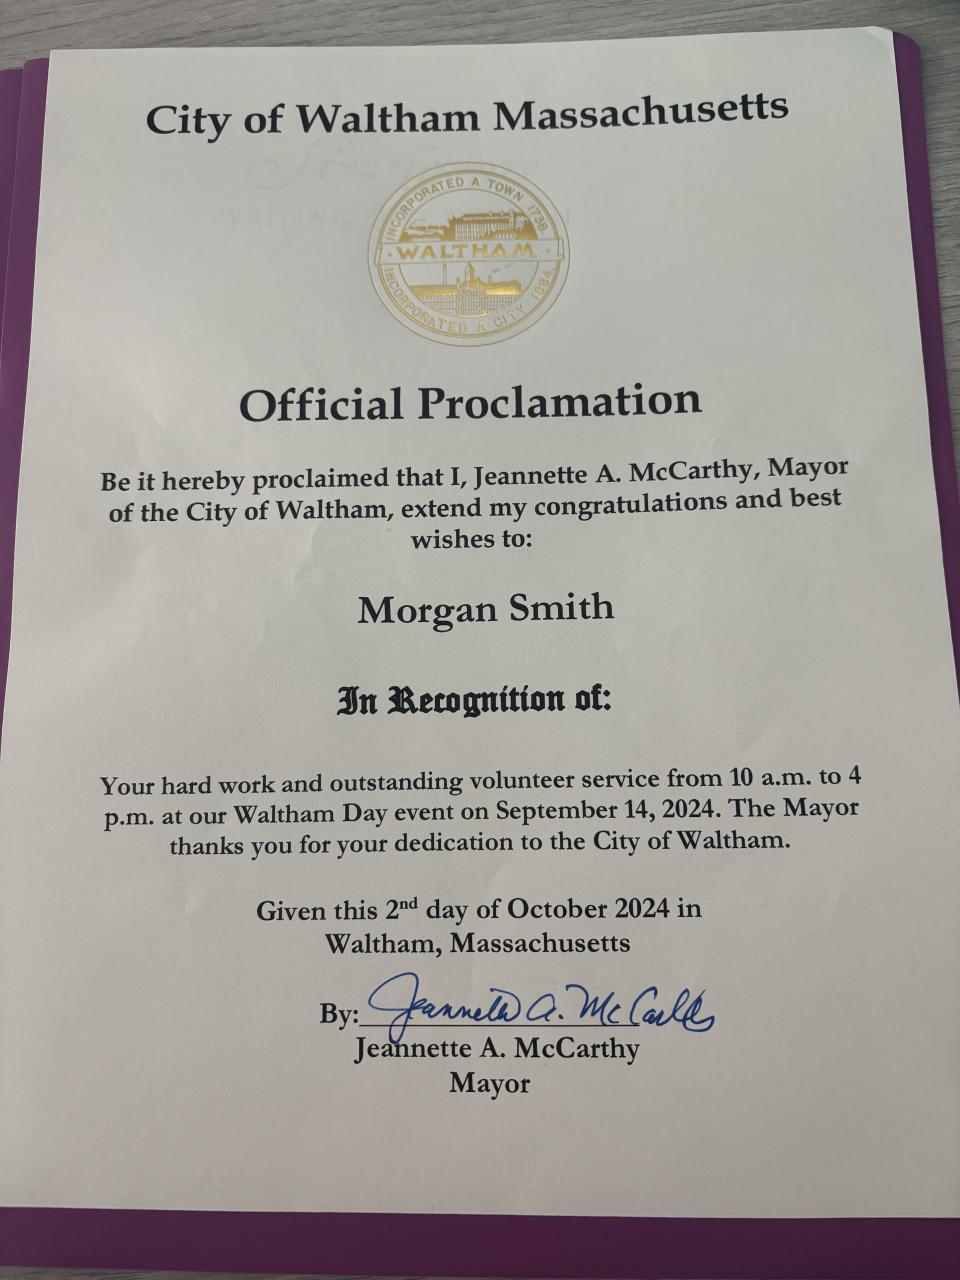 City of Waltham Massachusetts
INCORPORATED A TOWN 1738.
· WALTHAM ·
INCORPORATED A CITY 1884.
Official Proclamation
Be it hereby proclaimed that I, Jeannette A. McCarthy, Mayor
of the City of Waltham, extend my congratulations and best
wishes to:
Morgan Smith
In Recognition of:
Your hard work and outstanding volunteer service from 10 a.m. to 4
p.m. at our Waltham Day event on September 14, 2024. The Mayor
thanks you for your dedication to the City of Waltham.
Given this 2nd day of October 2024 in
Waltham, Massachusetts
By: Jeannette A. McCarthy
Jeannette A. McCarthy
Mayor